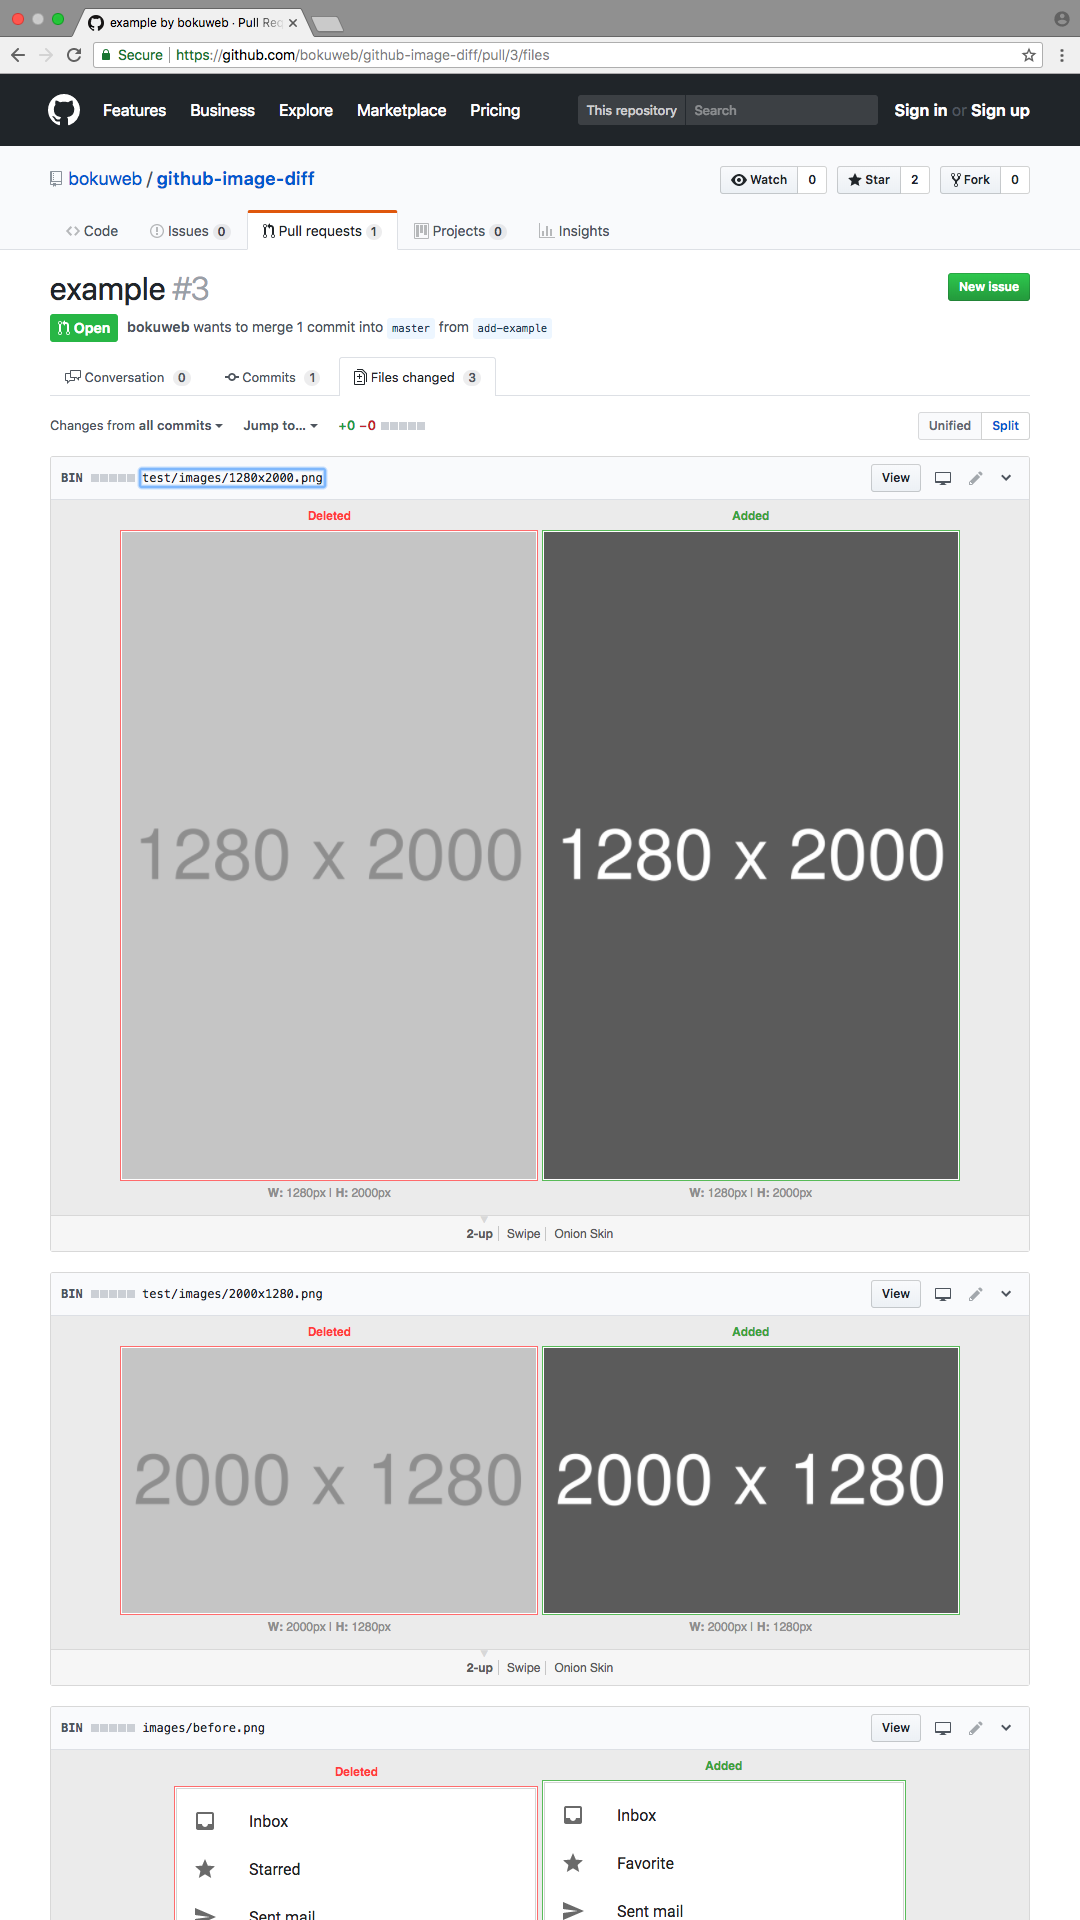 example by bokuweb · Pull Req
Secure https://github.com/bokuweb/github-image-diff/pull/3/files
Features Business Explore Marketplace Pricing This repository Search Sign in or Sign up
bokuweb / github-image-diff Watch 0 Star 2 Fork 0
Code Issues 0 Pull requests 1 Projects 0 Insights
example #3 New issue
Open bokuweb wants to merge 1 commit into master from add-example
Conversation 0 Commits 1 Files changed 3
Changes from all commits Jump to... +0 −0 Unified Split
BIN test/images/1280x2000.png View
Deleted Added
1280 x 2000 1280 x 2000
W: 1280px | H: 2000px W: 1280px | H: 2000px
2-up Swipe Onion Skin
BIN test/images/2000x1280.png View
Deleted Added
2000 x 1280 2000 x 1280
W: 2000px | H: 1280px W: 2000px | H: 1280px
2-up Swipe Onion Skin
BIN images/before.png View
Deleted Added
Inbox Inbox
Starred Favorite
Sent mail Sent mail